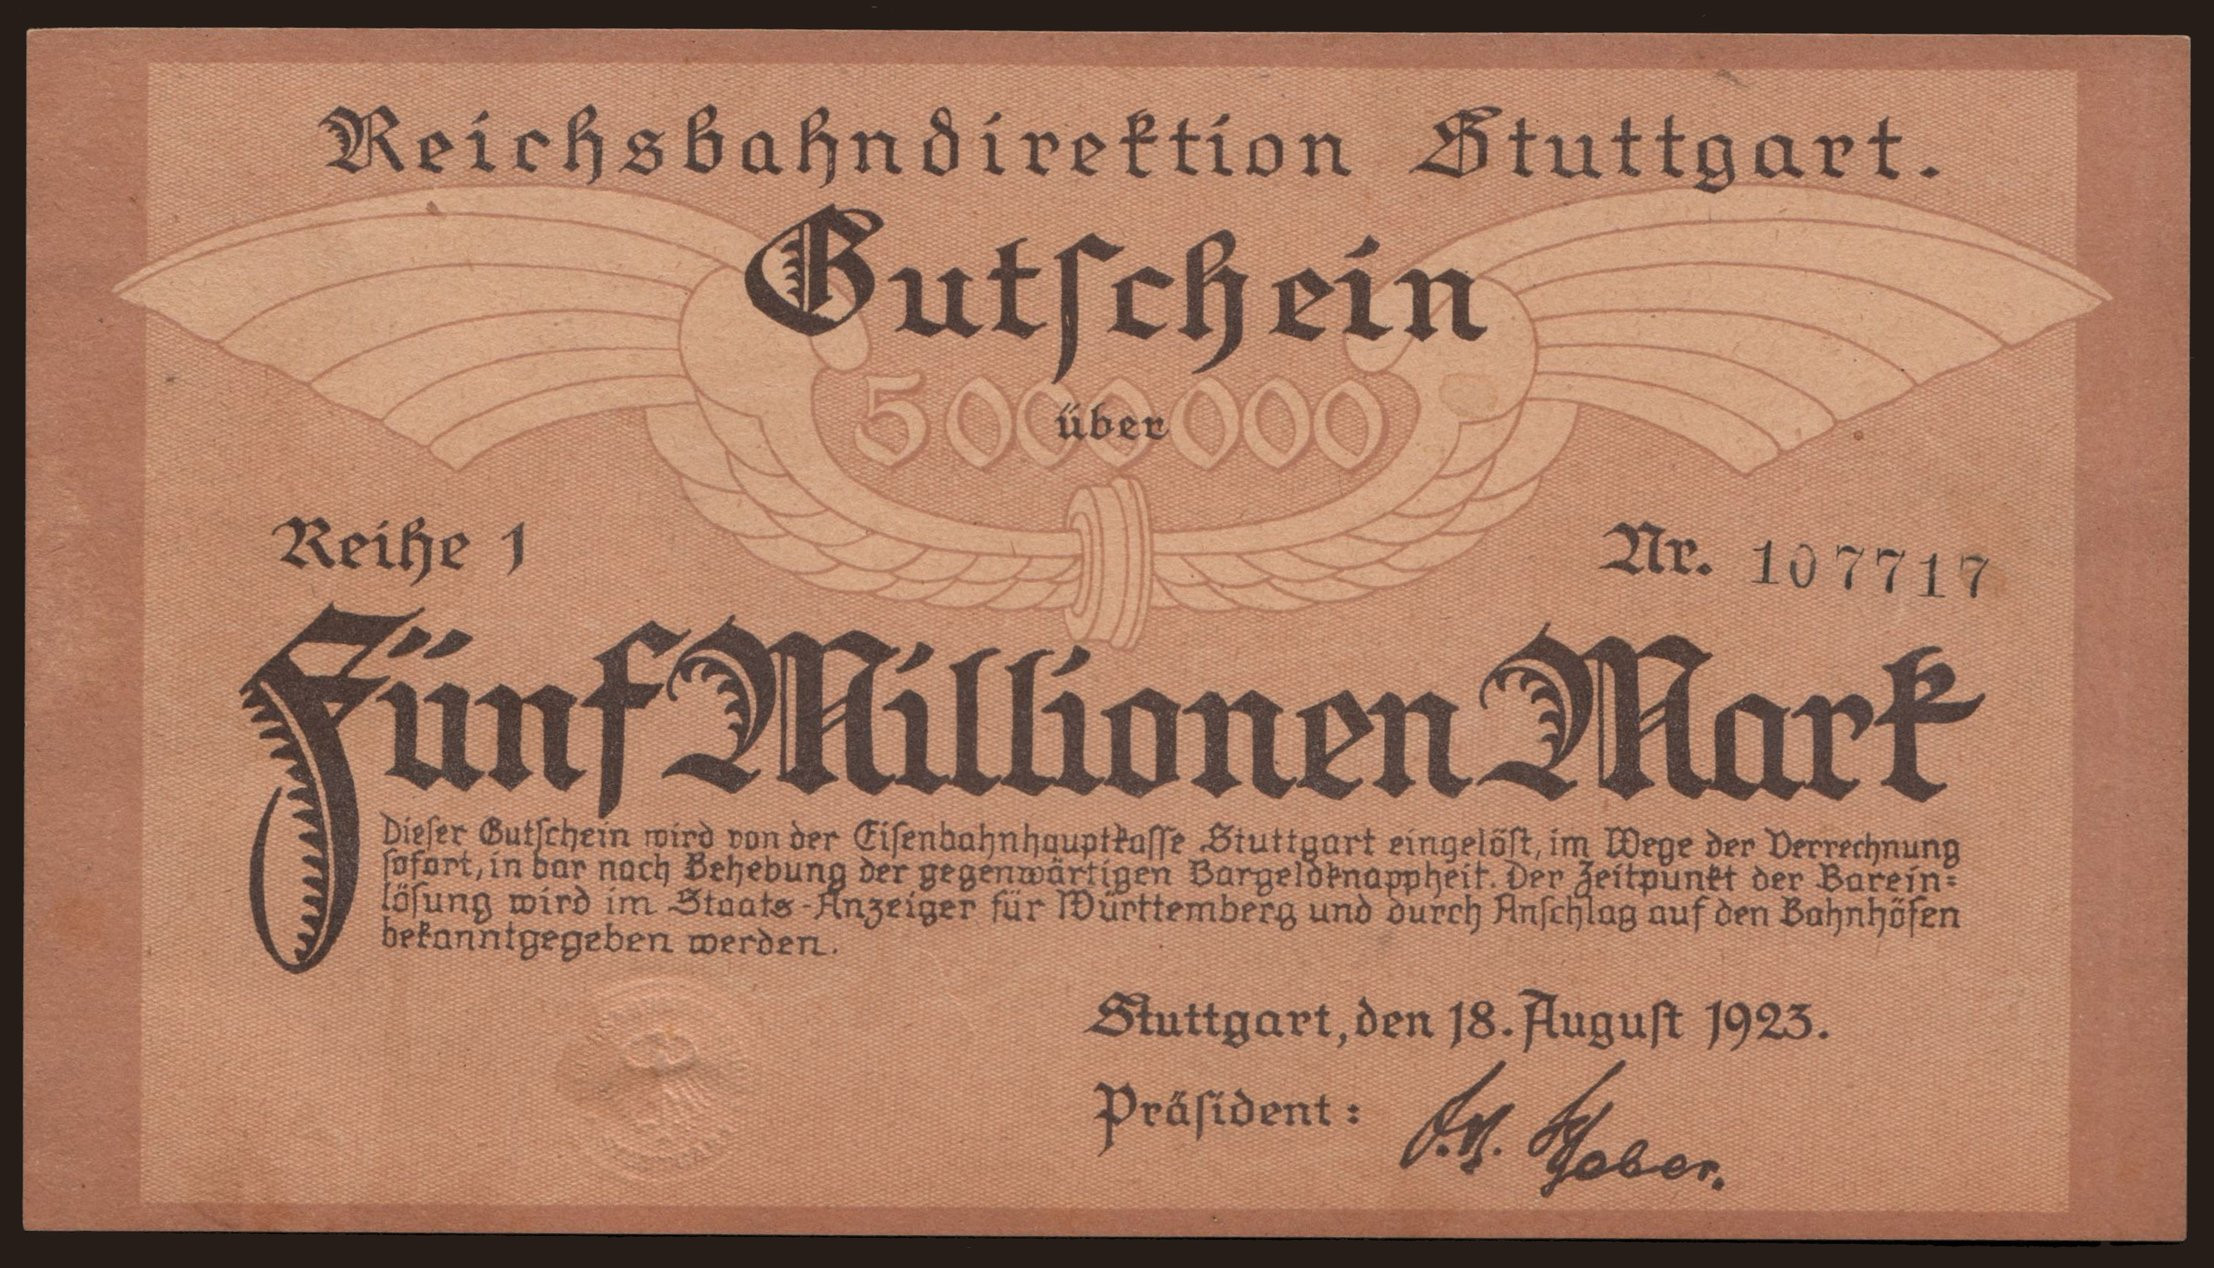 Reichsbahndirektion Stuttgart.
Gutſchein
5000000
über
Reihe 1
Nr. 107717
Fünf Millionen Mark
Dieſer Gutſchein wird von der Eiſenbahnhauptkaſſe Stuttgart eingelöſt, im Wege der Verrechnung
ſofort, in bar nach Behebung der gegenwärtigen Bargeldknappheit. Der Zeitpunkt der Barein=
löſung wird im Staats-Anzeiger für Württemberg und durch Anſchlag auf den Bahnhöfen
bekanntgegeben werden.
Stuttgart, den 18. Auguſt 1923.
Präſident: